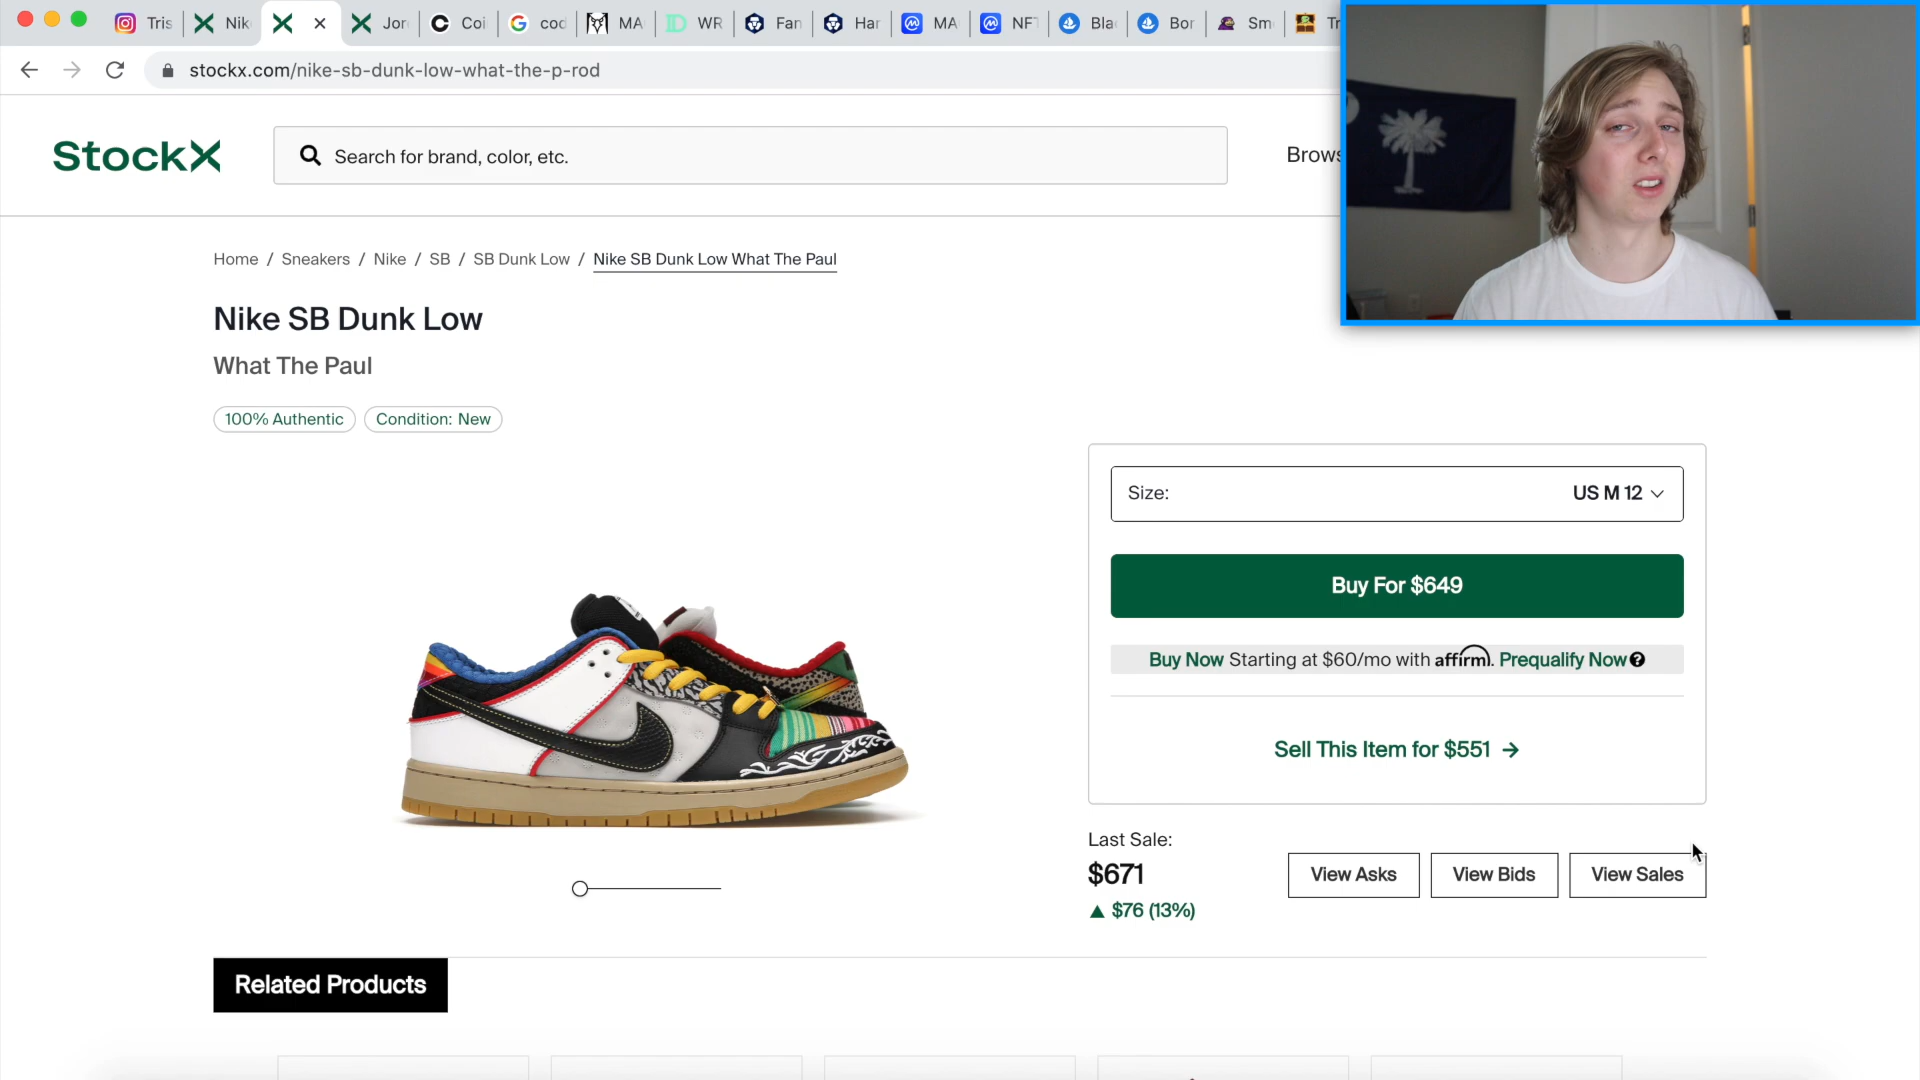 Tris
Nik
Jor
Coi
cod
MA
WR
Fan
Har
MA
NFT
Bla
Bor
Sm
Tr
stockx.com/nike-sb-dunk-low-what-the-p-rod
StockX
Search for brand, color, etc.
Brows
Home / Sneakers / Nike / SB / SB Dunk Low / Nike SB Dunk Low What The Paul
Nike SB Dunk Low
What The Paul
100% Authentic
Condition: New
Size:
US M 12
Buy For $649
Buy Now Starting at $60/mo with affirm. Prequalify Now ?
Sell This Item for $551 →
Last Sale:
$671
▲ $76 (13%)
View Asks
View Bids
View Sales
Related Products